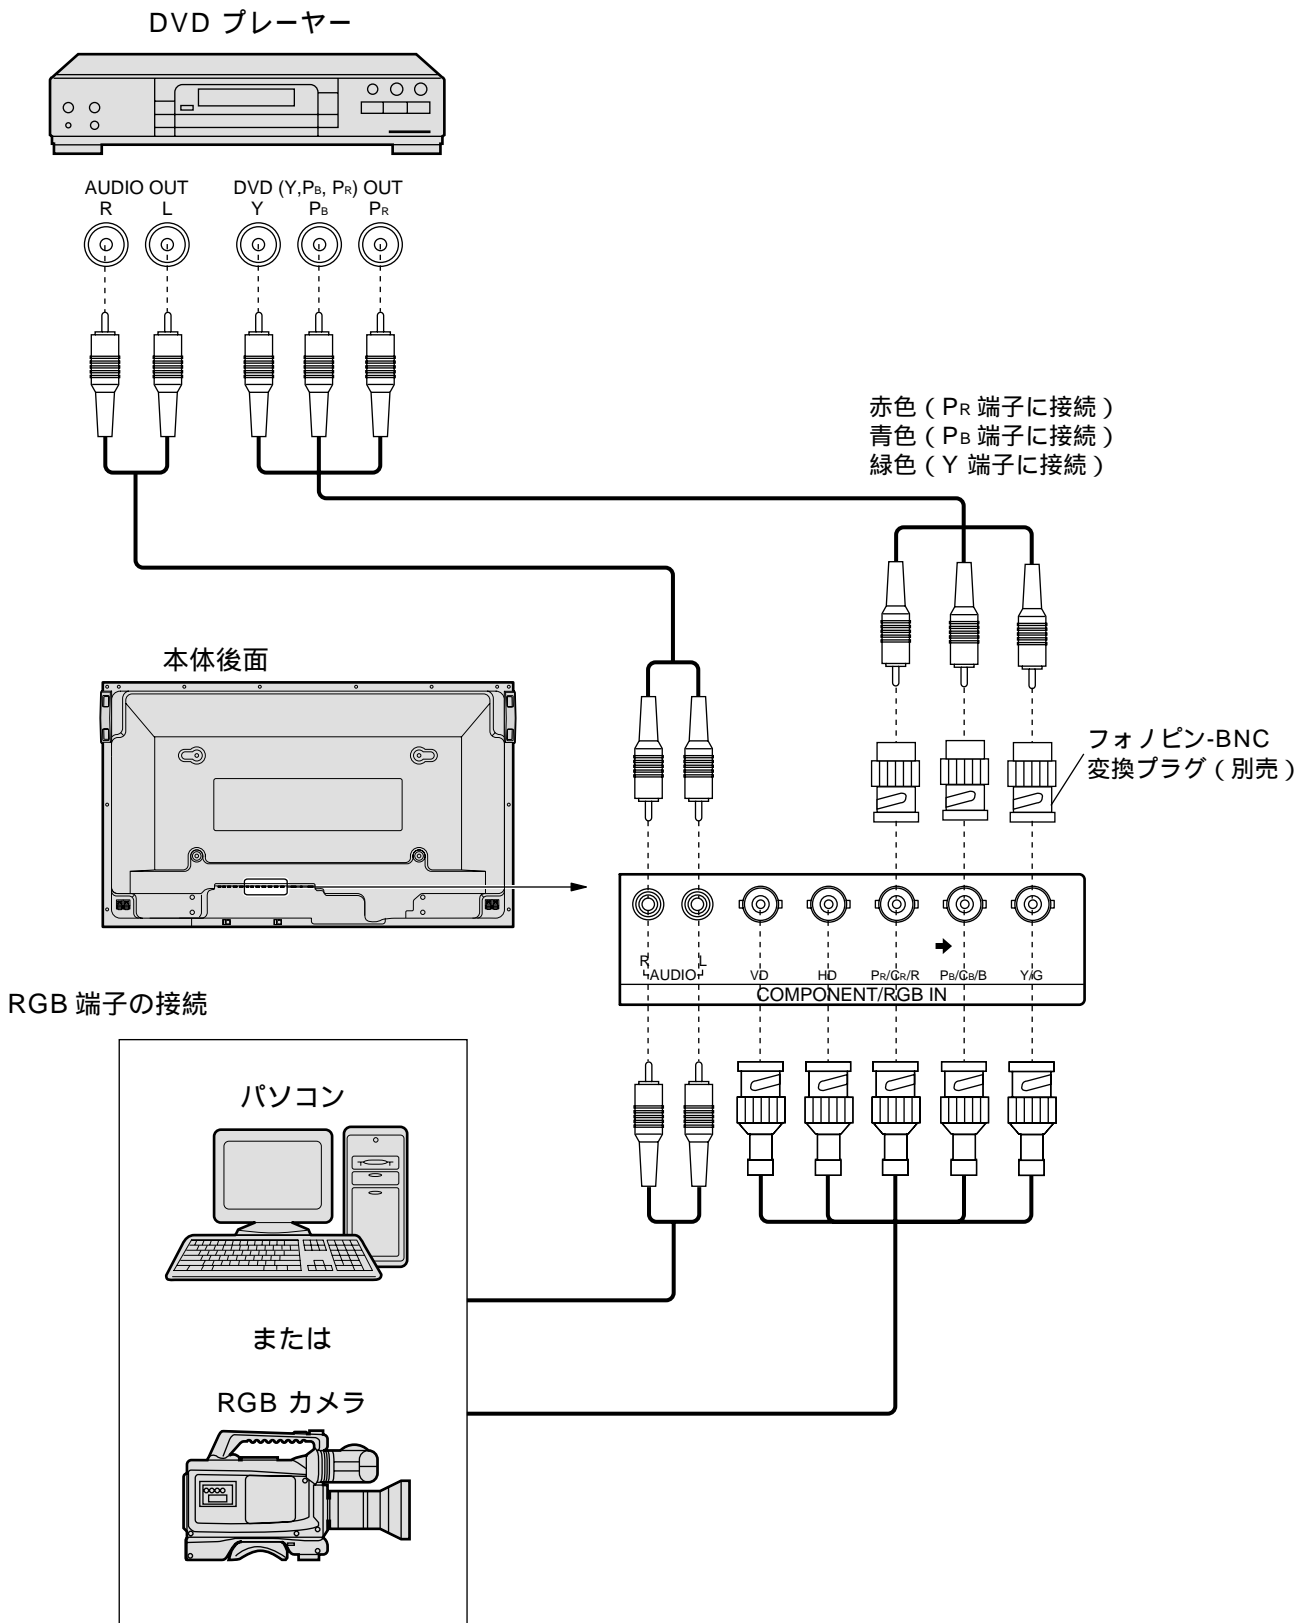 DVD プレーヤー
AUDIO OUT
R L
DVD (Y,PB, PR) OUT
Y PB PR
赤色 ( PR 端子に接続 )
青色 ( PB 端子に接続 )
緑色 ( Y 端子に接続 )
本体後面
フォノピン-BNC
変換プラグ ( 別売 )
R L
AUDIO VD HD PR/CR/R PB/CB/B Y/G
COMPONENT/RGB IN
RGB 端子の接続
パソコン
または
RGB カメラ